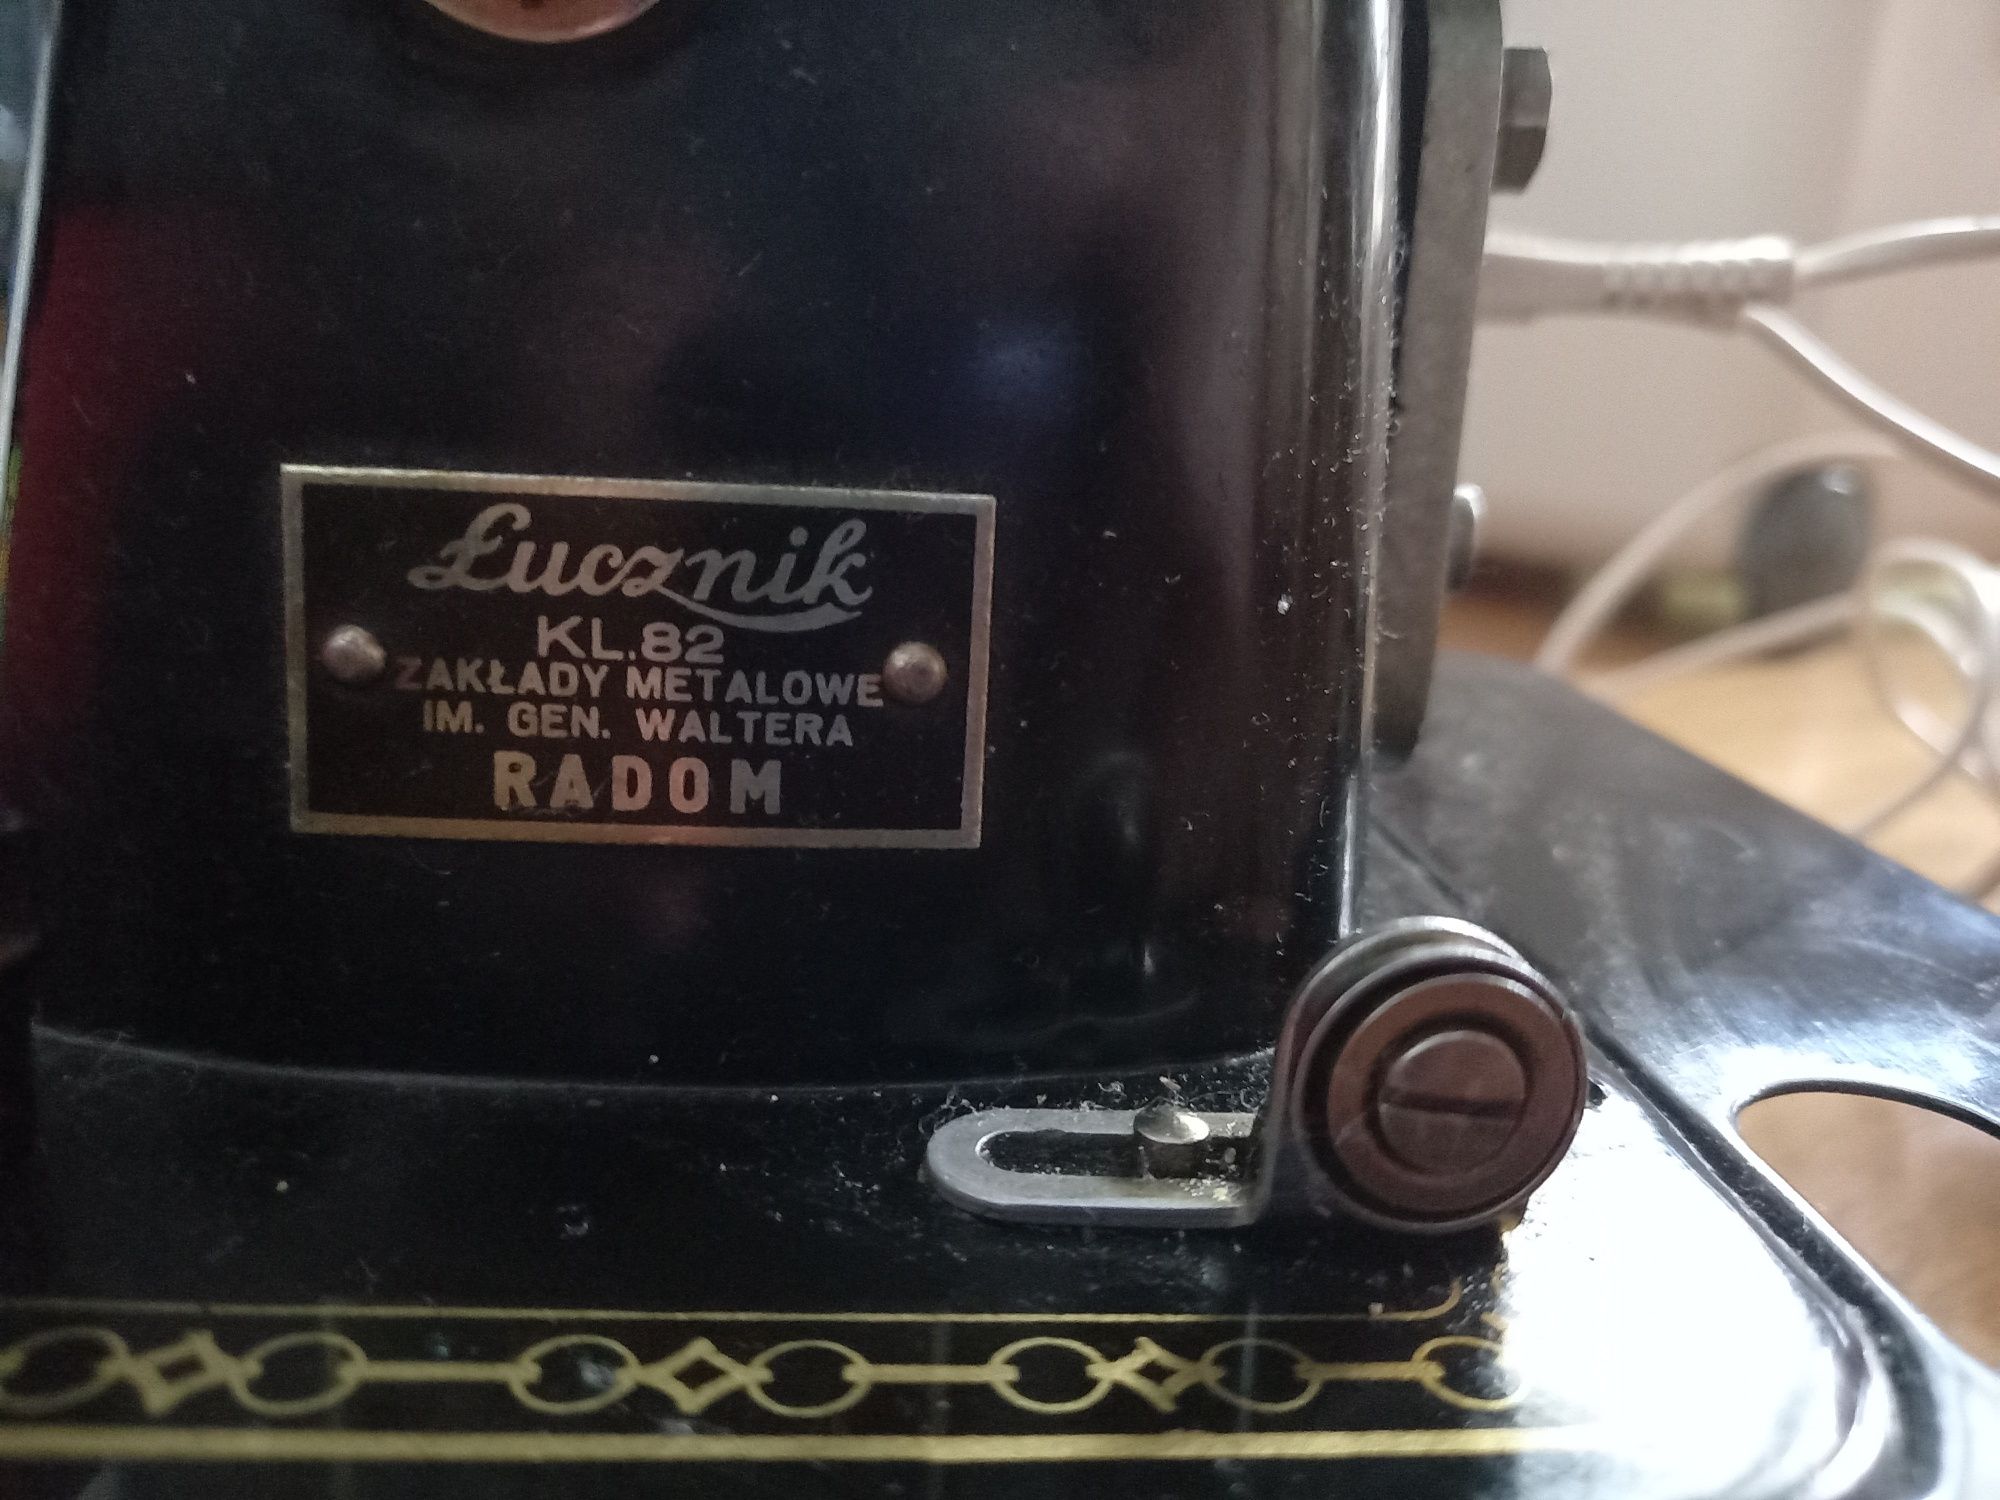 Łucznik
KL.82
ZAKŁADY METALOWE
IM. GEN. WALTERA
RADOM